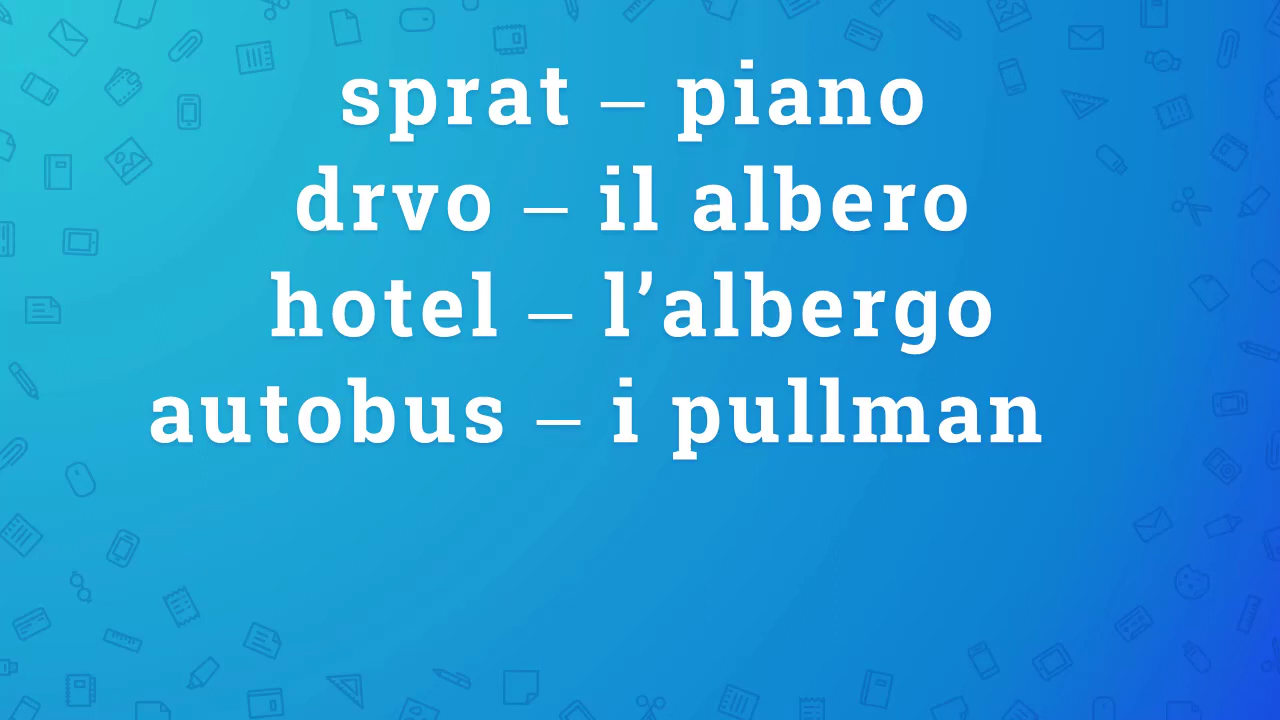 sprat – piano
drvo – il albero
hotel – l’albergo
autobus – i pullman